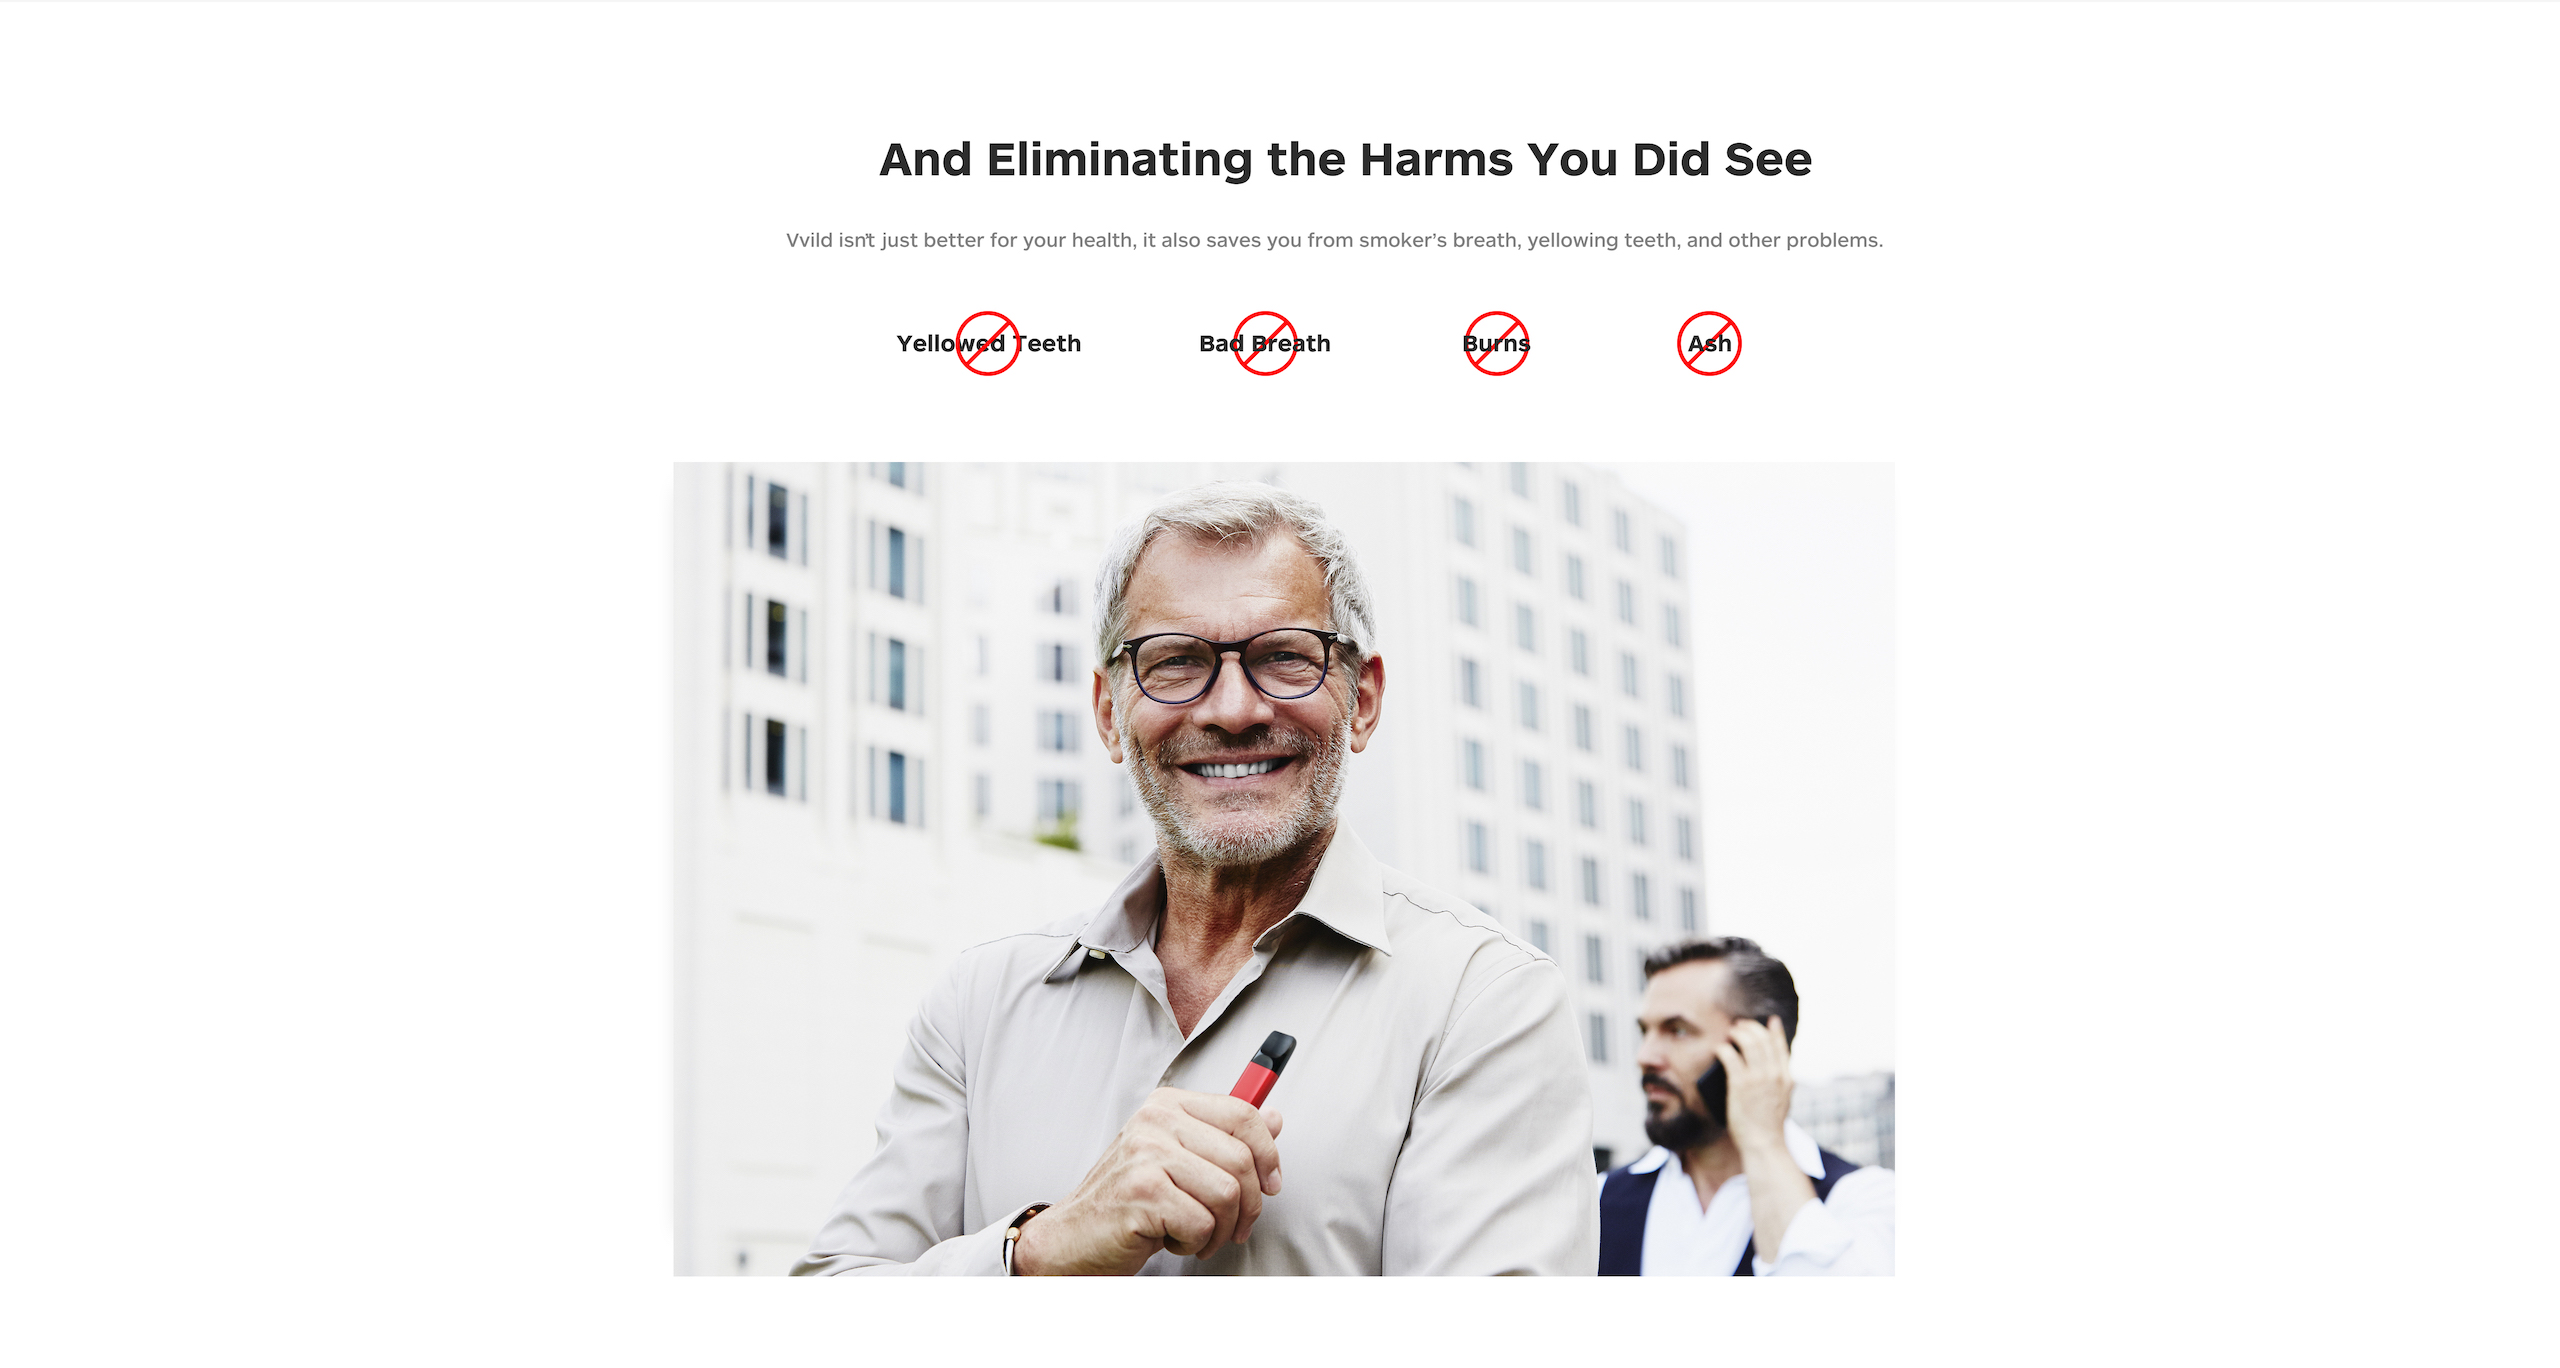 And Eliminating the Harms You Did See
Vvild isn't just better for your health, it also saves you from smoker's breath, yellowing teeth, and other problems.
Yellowed Teeth Bad Breath Burns Ash